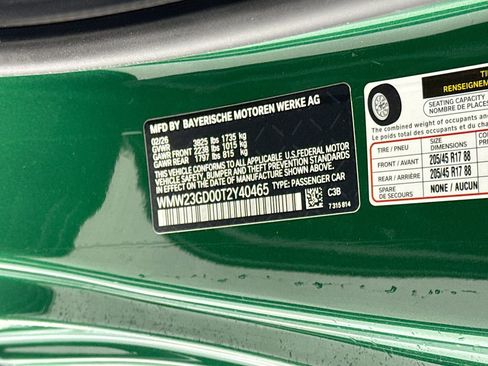 MFD BY BAYERISCHE MOTOREN WERKE AG
02/26
GVWR 3825 lbs 1735 kg
GAWR FRONT 2238 lbs 1015 kg
GAWR REAR 1797 lbs 815 kg
THIS VEHICLE CONFORMS TO ALL APPLICABLE U.S. FEDERAL MOTOR
VEHICLE SAFETY, BUMPER AND THEFT PREVENTION STANDARDS
IN EFFECT ON THE DATE OF MANUFACTURE SHOWN ABOVE.
WMW23GD00T2Y40465 TYPE: PASSENGER CAR
C3B
7 315 814
RENSEIGNEMEN
SEATING CAPACITY
NOMBRE DE PLACES
The combined weight of occupants and
Le poids total des occupants et du
TIRE / PNEU SIZE DIMENSIONS
FRONT / AVANT 205/45 R17 88
REAR / ARRIÈRE 205/45 R17 88
SPARE DE SECOURS NONE / AUCUN